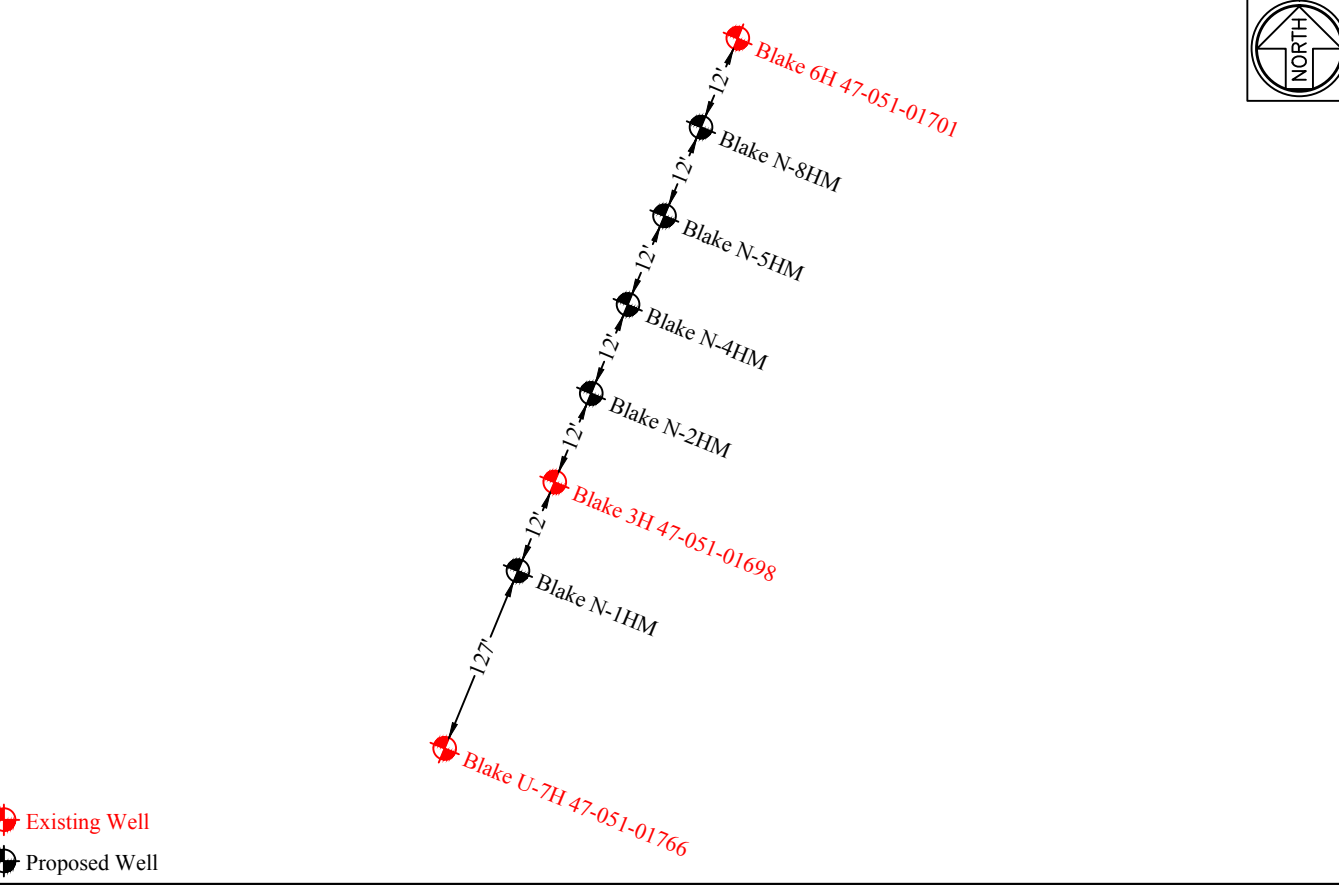 NORTH
Blake 6H 47-051-01701
12'
Blake N-8HM
12'
Blake N-5HM
12'
Blake N-4HM
12'
Blake N-2HM
12'
Blake 3H 47-051-01698
12'
Blake N-1HM
127'
Blake U-7H 47-051-01766
Existing Well
Proposed Well